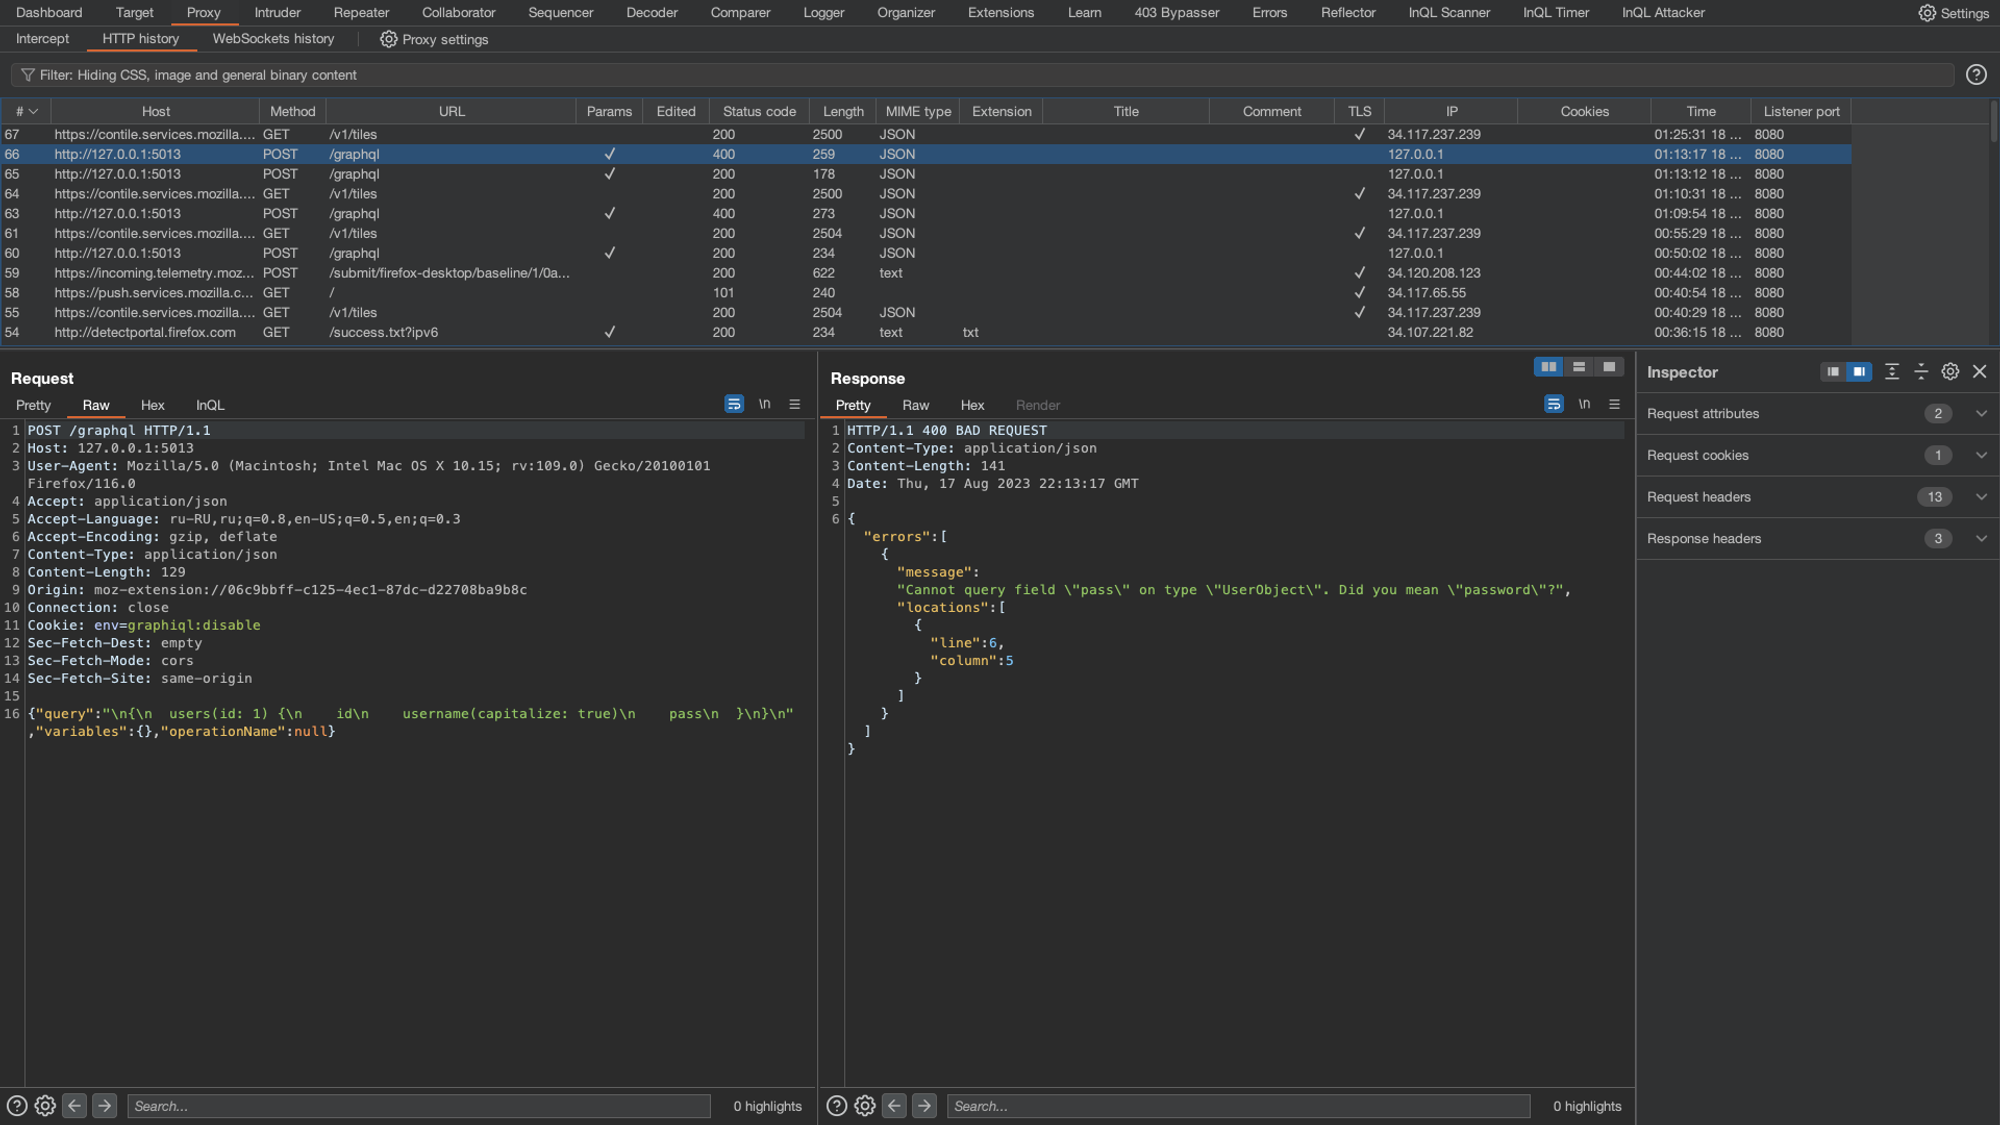 Dashboard Target Proxy Intruder Repeater Collaborator Sequencer Decoder Comparer Logger Organizer Extensions Learn 403 Bypasser Errors Reflector InQL Scanner InQL Timer InQL Attacker Settings
Intercept HTTP history WebSockets history Proxy settings
Filter: Hiding CSS, image and general binary content
# Host Method URL Params Edited Status code Length MIME type Extension Title Comment TLS IP Cookies Time Listener port
67 https://contile.services.mozilla.... GET /v1/tiles 200 2500 JSON ✓ 34.117.237.239 01:25:31 18 ... 8080
66 http://127.0.0.1:5013 POST /graphql ✓ 400 259 JSON 127.0.0.1 01:13:17 18 ... 8080
65 http://127.0.0.1:5013 POST /graphql ✓ 200 178 JSON 127.0.0.1 01:13:12 18 ... 8080
64 https://contile.services.mozilla.... GET /v1/tiles 200 2500 JSON ✓ 34.117.237.239 01:10:31 18 ... 8080
63 http://127.0.0.1:5013 POST /graphql ✓ 400 273 JSON 127.0.0.1 01:09:54 18 ... 8080
61 https://contile.services.mozilla.... GET /v1/tiles 200 2504 JSON ✓ 34.117.237.239 00:55:29 18 ... 8080
60 http://127.0.0.1:5013 POST /graphql ✓ 200 234 JSON 127.0.0.1 00:50:02 18 ... 8080
59 https://incoming.telemetry.moz... POST /submit/firefox-desktop/baseline/1/0a... 200 622 text ✓ 34.120.208.123 00:44:02 18 ... 8080
58 https://push.services.mozilla.c... GET / 101 240 ✓ 34.117.65.55 00:40:54 18 ... 8080
55 https://contile.services.mozilla.... GET /v1/tiles 200 2504 JSON ✓ 34.117.237.239 00:40:29 18 ... 8080
54 http://detectportal.firefox.com GET /success.txt?ipv6 ✓ 200 234 text txt 34.107.221.82 00:36:15 18 ... 8080
Request
Pretty Raw Hex InQL \n
1 POST /graphql HTTP/1.1
2 Host: 127.0.0.1:5013
3 User-Agent: Mozilla/5.0 (Macintosh; Intel Mac OS X 10.15; rv:109.0) Gecko/20100101
Firefox/116.0
4 Accept: application/json
5 Accept-Language: ru-RU,ru;q=0.8,en-US;q=0.5,en;q=0.3
6 Accept-Encoding: gzip, deflate
7 Content-Type: application/json
8 Content-Length: 129
9 Origin: moz-extension://06c9bbff-c125-4ec1-87dc-d22708ba9b8c
10 Connection: close
11 Cookie: env=graphiql:disable
12 Sec-Fetch-Dest: empty
13 Sec-Fetch-Mode: cors
14 Sec-Fetch-Site: same-origin
15
16 {"query":"\n{\n  users(id: 1) {\n    id\n    username(capitalize: true)\n    pass\n  }\n}\n"
,"variables":{},"operationName":null}
Search... 0 highlights
Response
Pretty Raw Hex Render \n
1 HTTP/1.1 400 BAD REQUEST
2 Content-Type: application/json
3 Content-Length: 141
4 Date: Thu, 17 Aug 2023 22:13:17 GMT
5
6 {
"errors":[
{
"message":
"Cannot query field \"pass\" on type \"UserObject\". Did you mean \"password\"?",
"locations":[
{
"line":6,
"column":5
}
]
}
]
}
Search... 0 highlights
Inspector
Request attributes 2
Request cookies 1
Request headers 13
Response headers 3